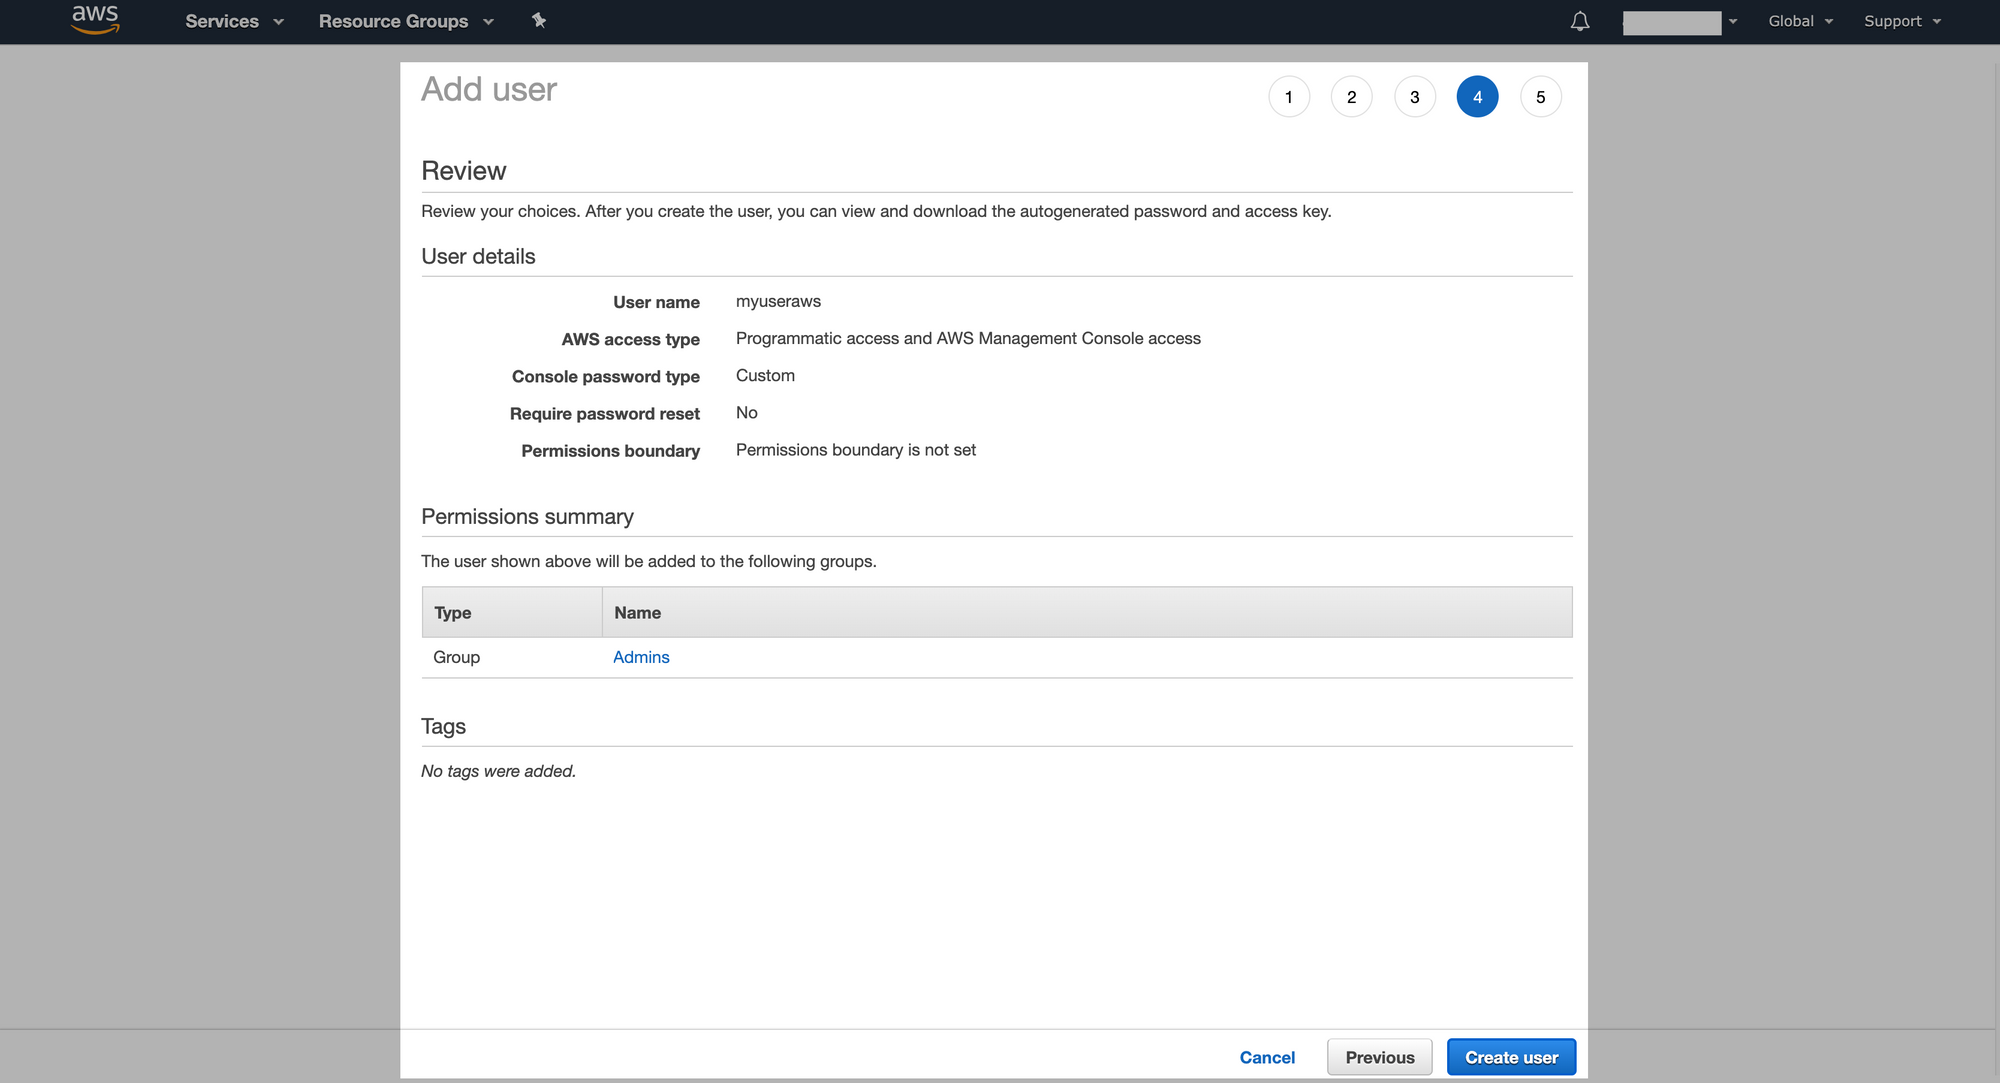 aws Services Resource Groups Global Support
Add user 1 2 3 4 5
Review
Review your choices. After you create the user, you can view and download the autogenerated password and access key.
User details
User name myuseraws
AWS access type Programmatic access and AWS Management Console access
Console password type Custom
Require password reset No
Permissions boundary Permissions boundary is not set
Permissions summary
The user shown above will be added to the following groups.
Type Name
Group Admins
Tags
No tags were added.
Cancel Previous Create user